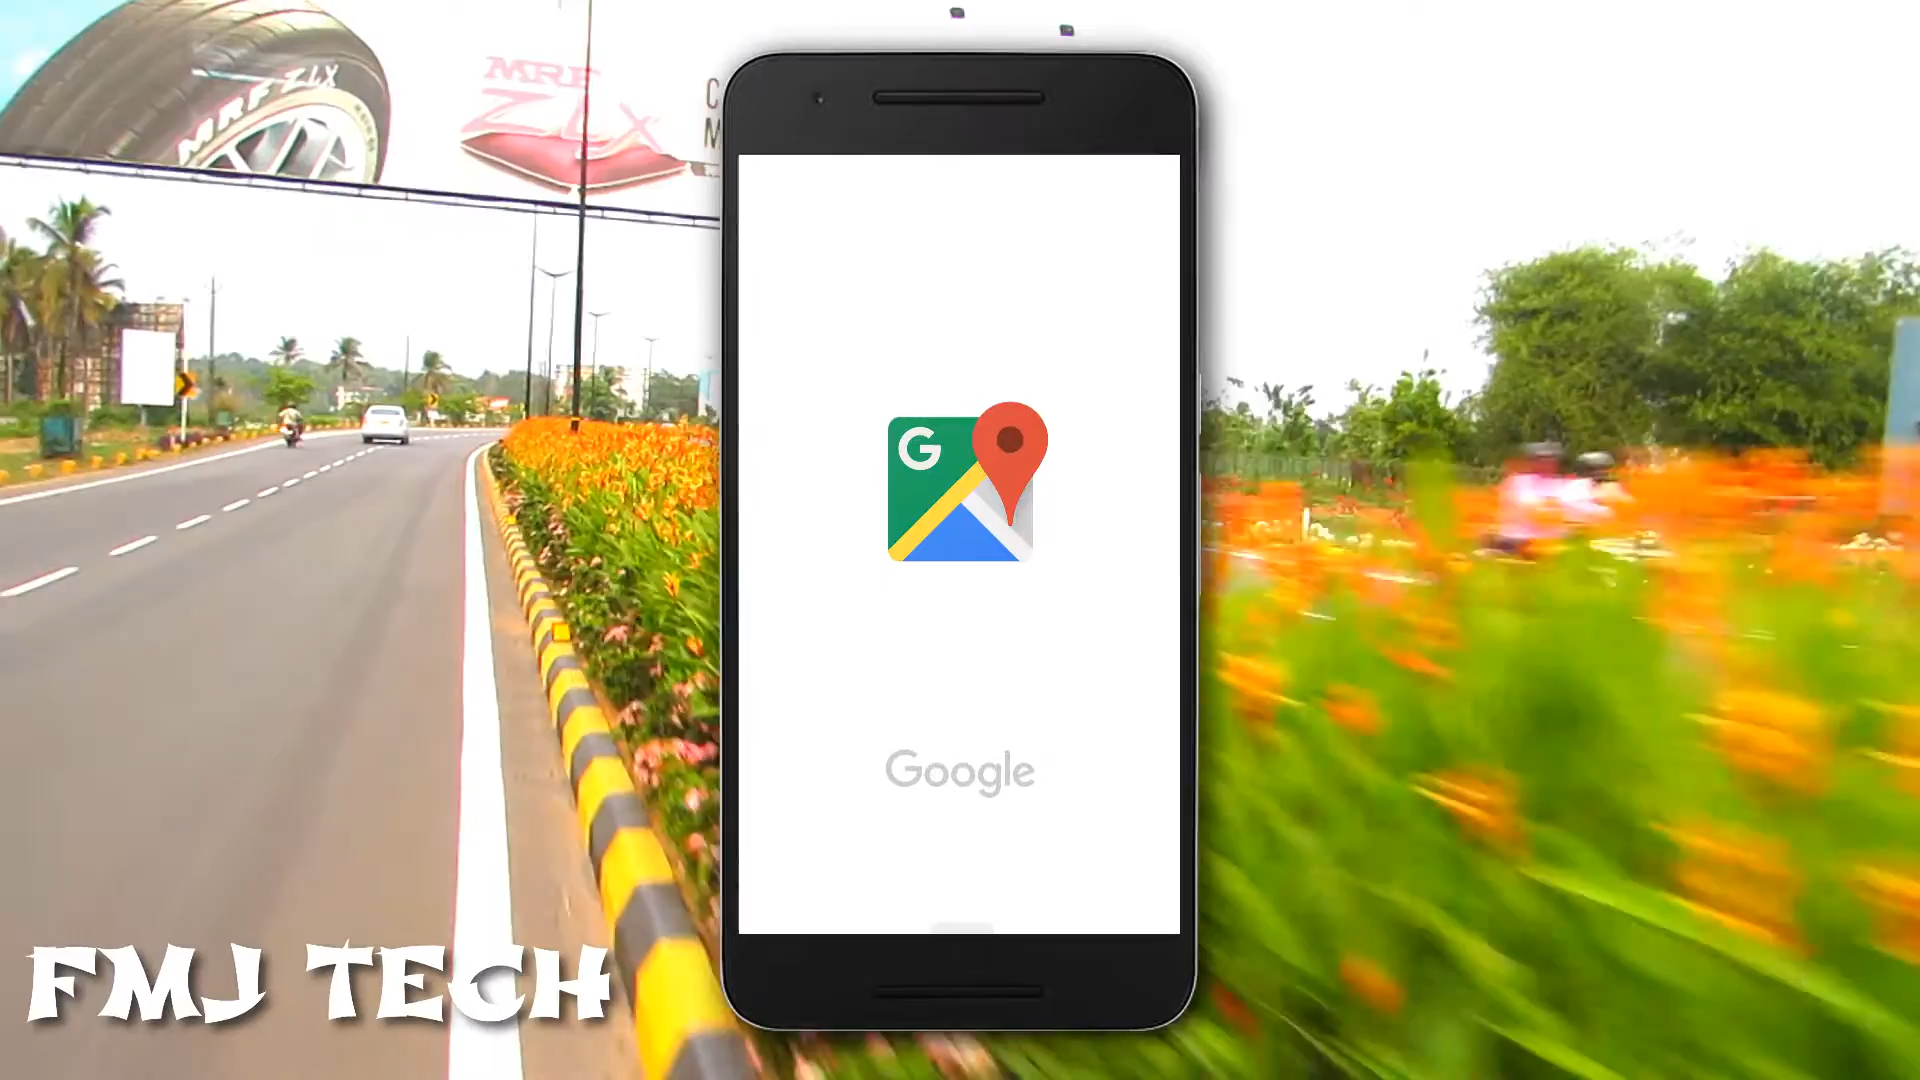 MRF ZLX
MRF
ZLX
C
M
G
Google
FMJ TECH